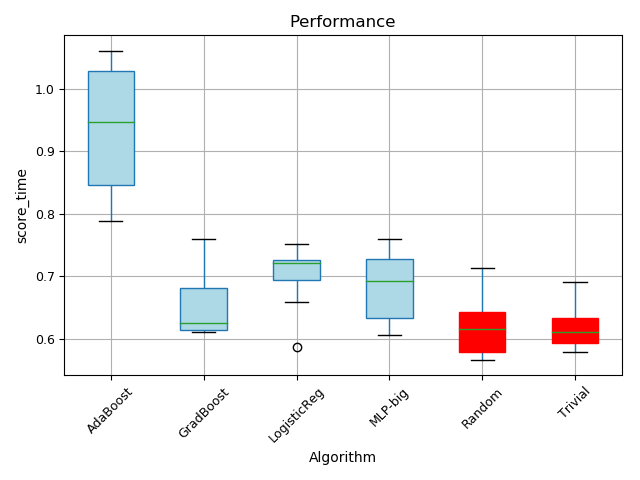 Performance
score_time
1.0
0.9
0.8
0.7
0.6
AdaBoost
GradBoost
LogisticReg
MLP-big
Random
Trivial
Algorithm